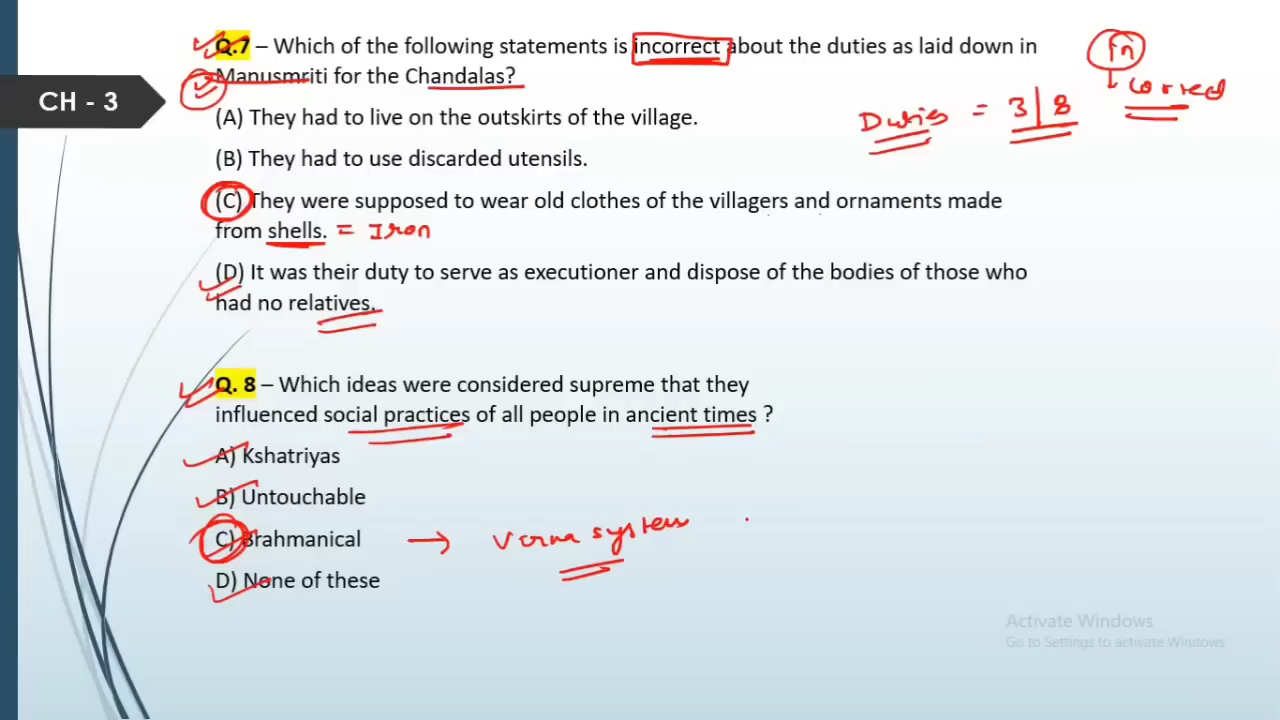 CH - 3
Q.7 – Which of the following statements is incorrect about the duties as laid down in
Manusmriti for the Chandalas?
In
correct
Duties = 3|8
(A) They had to live on the outskirts of the village.
(B) They had to use discarded utensils.
(C) They were supposed to wear old clothes of the villagers and ornaments made
from shells. = Iron
(D) It was their duty to serve as executioner and dispose of the bodies of those who
had no relatives.
Q. 8 – Which ideas were considered supreme that they
influenced social practices of all people in ancient times ?
A) Kshatriyas
B) Untouchable
C) Brahmanical → Verna system
D) None of these
Activate Windows
Go to Settings to activate Windows.